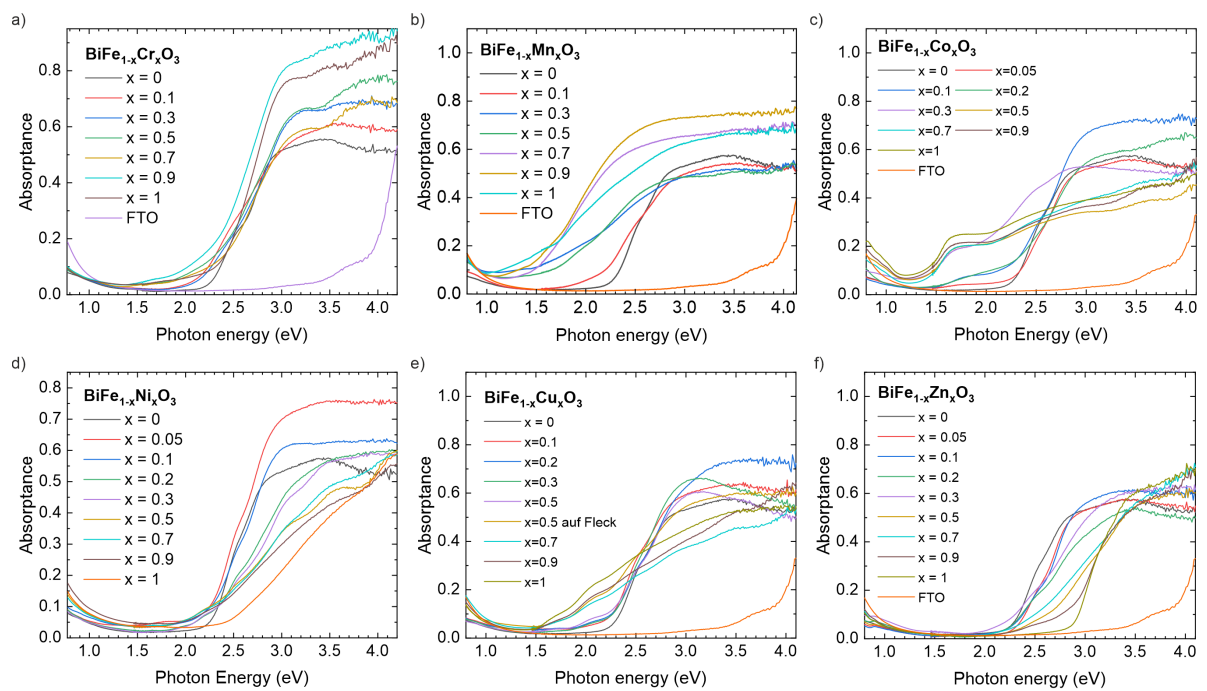 a)
BiFe1-xCrxO3
x = 0
x = 0.1
x = 0.3
x = 0.5
x = 0.7
x = 0.9
x = 1
FTO
Absorptance
0.8
0.6
0.4
0.2
0.0
1.0 1.5 2.0 2.5 3.0 3.5 4.0
Photon energy (eV)
b)
BiFe1-xMnxO3
x = 0
x = 0.1
x = 0.3
x = 0.5
x = 0.7
x = 0.9
x = 1
FTO
Absorptance
1.0
0.8
0.6
0.4
0.2
0.0
1.0 1.5 2.0 2.5 3.0 3.5 4.0
Photon energy (eV)
c)
BiFe1-xCoxO3
x = 0 x=0.05
x=0.1 x=0.2
x=0.3 x=0.5
x=0.7 x=0.9
x=1
FTO
Absorptance
1.0
0.8
0.6
0.4
0.2
0.0
1.0 1.5 2.0 2.5 3.0 3.5 4.0
Photon Energy (eV)
d)
BiFe1-xNixO3
x = 0
x = 0.05
x = 0.1
x = 0.2
x = 0.3
x = 0.5
x = 0.7
x = 0.9
x = 1
Absorptance
0.8
0.7
0.6
0.5
0.4
0.3
0.2
0.1
0.0
1.0 1.5 2.0 2.5 3.0 3.5 4.0
Photon Energy (eV)
e)
BiFe1-xCuxO3
x = 0
x=0.1
x=0.2
x=0.3
x=0.5
x=0.5 auf Fleck
x=0.7
x=0.9
x=1
Absorptance
1.0
0.8
0.6
0.4
0.2
0.0
1.0 1.5 2.0 2.5 3.0 3.5 4.0
Photon energy (eV)
f)
BiFe1-xZnxO3
x = 0
x = 0.05
x = 0.1
x = 0.2
x = 0.3
x = 0.5
x = 0.7
x = 0.9
x = 1
FTO
Absorptance
1.0
0.8
0.6
0.4
0.2
0.0
1.0 1.5 2.0 2.5 3.0 3.5 4.0
Photon energy (eV)